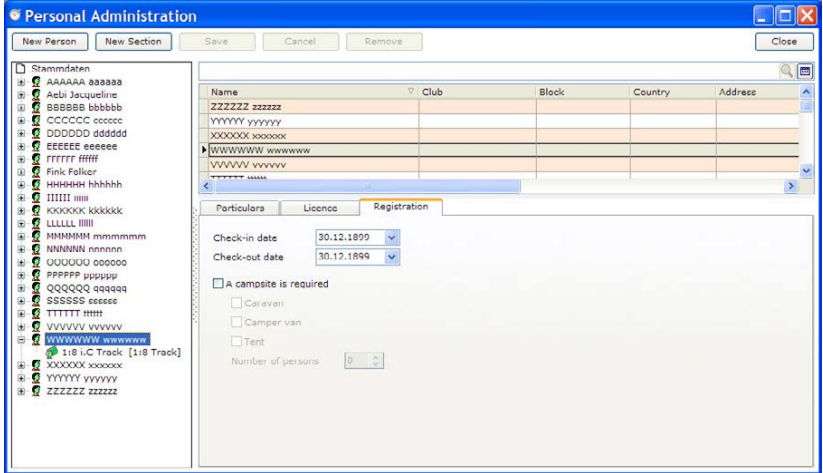 Personal Administration
New Person New Section Save Cancel Remove Close
Stammdaten
AAAAAA aaaaaa
Aebi Jacqueline
BBBBBB bbbbbb
CCCCCC cccccc
DDDDDD dddddd
EEEEEE eeeeee
FFFFFF ffffff
Fink Folker
HHHHHH hhhhhh
IIIIII iiiiii
KKKKKK kkkkkk
LLLLLL llllll
MMMMMM mmmmmm
NNNNNN nnnnnn
OOOOOO oooooo
PPPPPP pppppp
QQQQQQ qqqqqq
SSSSSS ssssss
TTTTTT tttttt
VVVVVV vvvvvv
WWWWWW wwwwww
1:8 i.C Track [1:8 Track]
XXXXXX xxxxxx
YYYYYY yyyyyy
ZZZZZZ zzzzzz
Name Club Block Country Address
ZZZZZZ zzzzzz
YYYYYY yyyyyy
XXXXXX xxxxxx
WWWWWW wwwwww
VVVVVV vvvvvv
TTTTTT tttttt
Particulars Licence Registration
Check-in date 30.12.1899
Check-out date 30.12.1899
A campsite is required
Caravan
Camper van
Tent
Number of persons 0